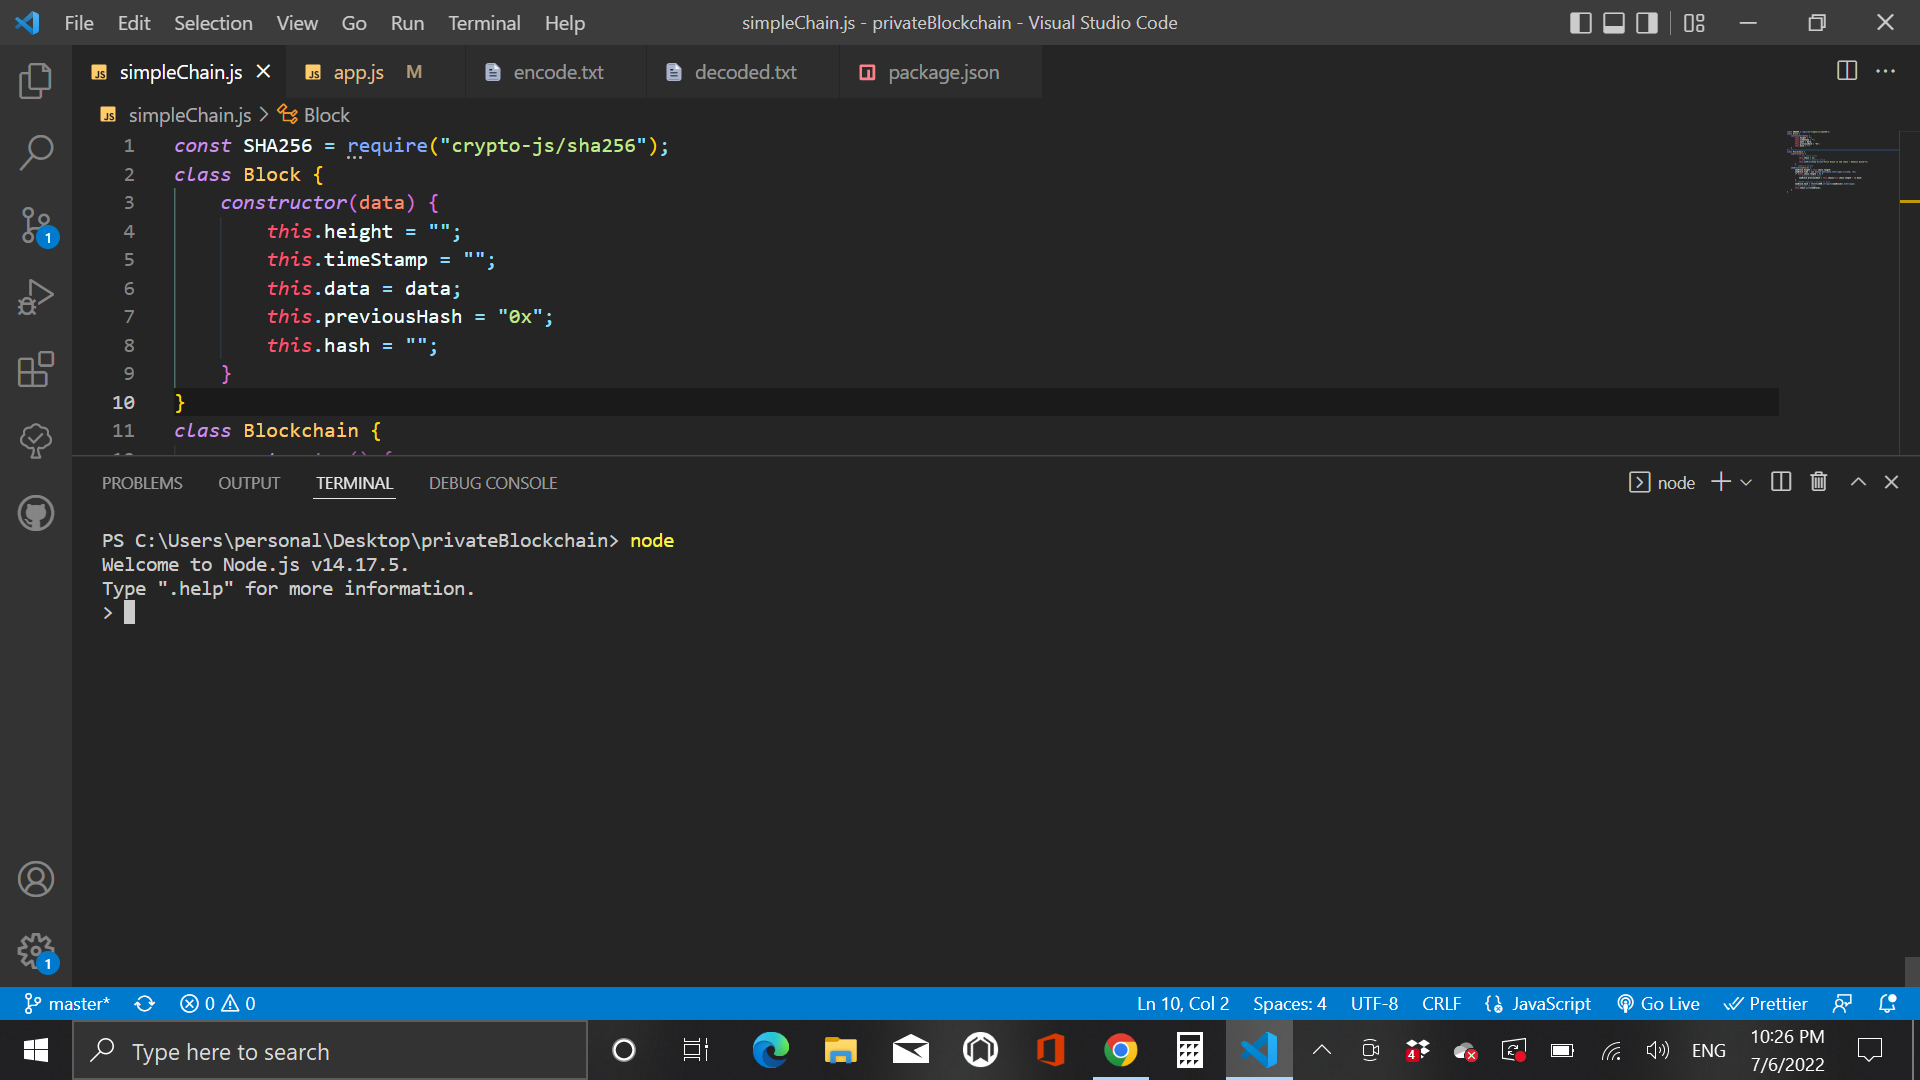 File Edit Selection View Go Run Terminal Help simpleChain.js - privateBlockchain - Visual Studio Code
JS simpleChain.js JS app.js M encode.txt decoded.txt package.json
JS simpleChain.js > Block
1 const SHA256 = require("crypto-js/sha256");
2 class Block {
3 constructor(data) {
4 this.height = "";
5 this.timeStamp = "";
6 this.data = data;
7 this.previousHash = "0x";
8 this.hash = "";
9 }
10 }
11 class Blockchain {
1
PROBLEMS OUTPUT TERMINAL DEBUG CONSOLE node
PS C:\Users\personal\Desktop\privateBlockchain> node
Welcome to Node.js v14.17.5.
Type ".help" for more information.
>
1
master* 0 0 Ln 10, Col 2 Spaces: 4 UTF-8 CRLF JavaScript Go Live Prettier
Type here to search 4 ENG 10:26 PM
7/6/2022